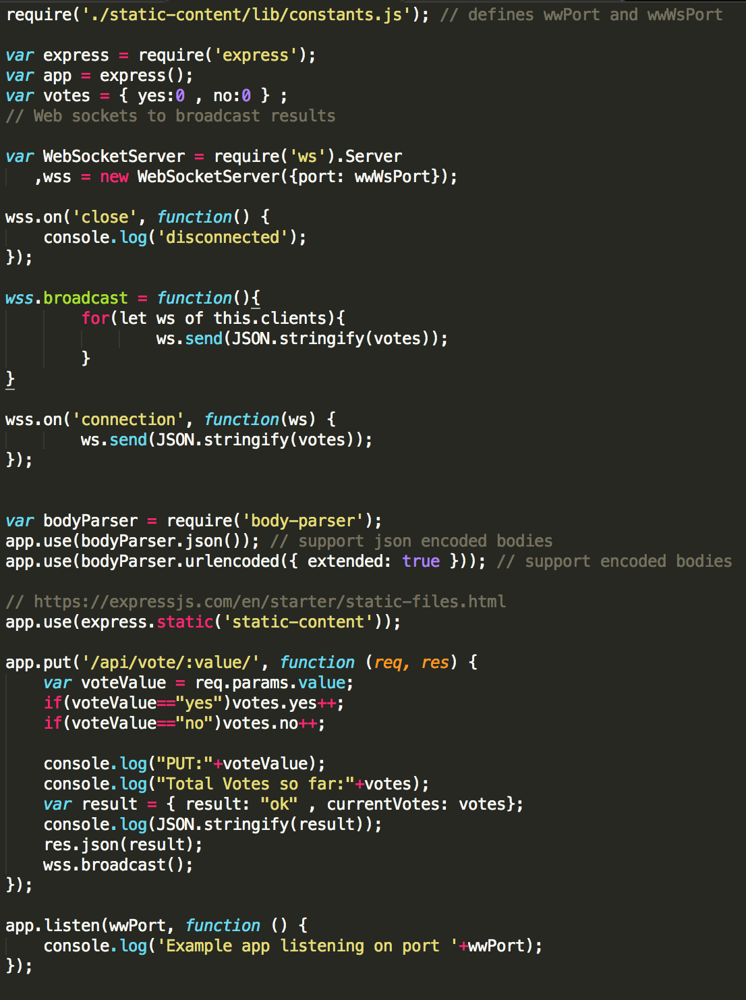 require('./static-content/lib/constants.js'); // defines wwPort and wwWsPort
var express = require('express');
var app = express();
var votes = { yes:0 , no:0 } ;
// Web sockets to broadcast results
var WebSocketServer = require('ws').Server
   ,wss = new WebSocketServer({port: wwWsPort});
wss.on('close', function() {
    console.log('disconnected');
});
wss.broadcast = function(){
        for(let ws of this.clients){
                ws.send(JSON.stringify(votes));
        }
}
wss.on('connection', function(ws) {
        ws.send(JSON.stringify(votes));
});
var bodyParser = require('body-parser');
app.use(bodyParser.json()); // support json encoded bodies
app.use(bodyParser.urlencoded({ extended: true })); // support encoded bodies
// https://expressjs.com/en/starter/static-files.html
app.use(express.static('static-content'));
app.put('/api/vote/:value/', function (req, res) {
    var voteValue = req.params.value;
    if(voteValue=="yes")votes.yes++;
    if(voteValue=="no")votes.no++;
    console.log("PUT:"+voteValue);
    console.log("Total Votes so far:"+votes);
    var result = { result: "ok" , currentVotes: votes};
    console.log(JSON.stringify(result));
    res.json(result);
    wss.broadcast();
});
app.listen(wwPort, function () {
    console.log('Example app listening on port '+wwPort);
});